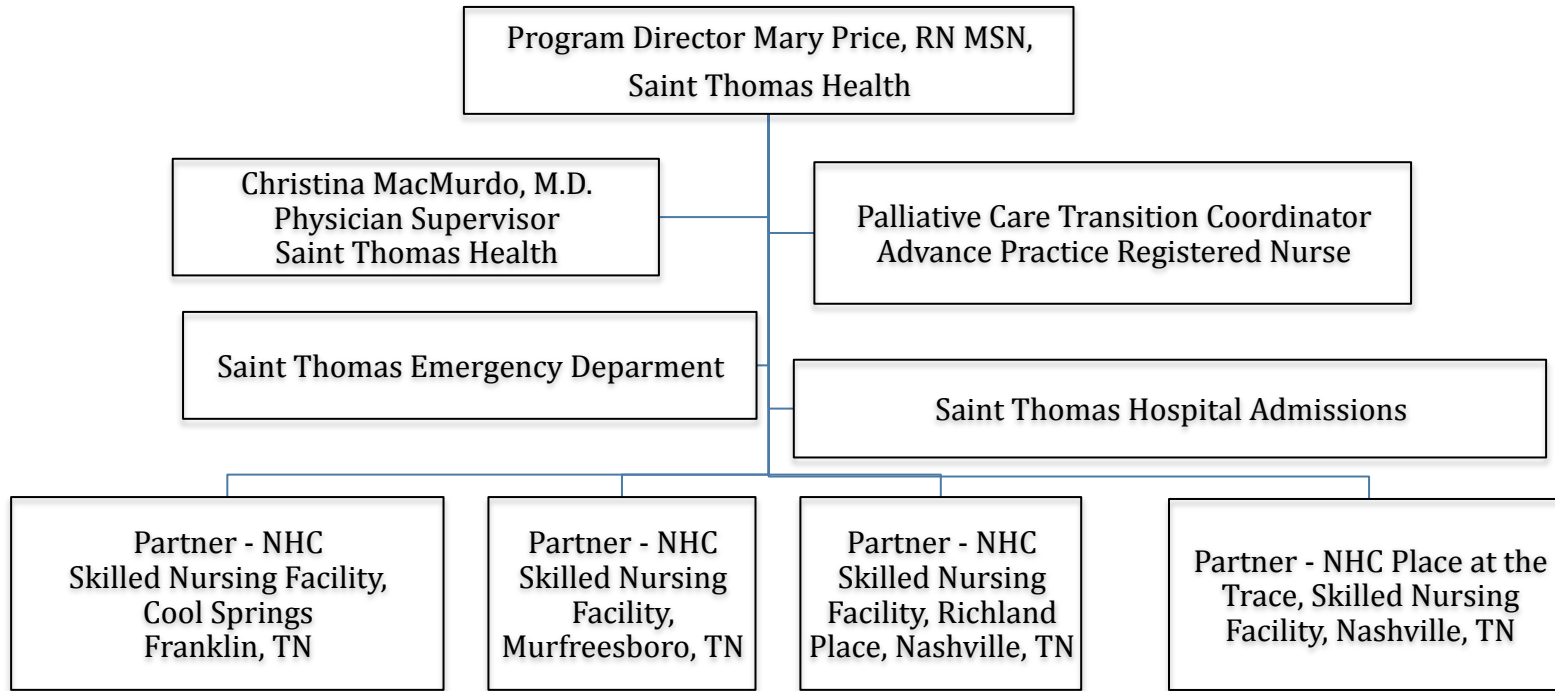 Program Director Mary Price, RN MSN,
Saint Thomas Health
Christina MacMurdo, M.D.
Physician Supervisor
Saint Thomas Health
Palliative Care Transition Coordinator
Advance Practice Registered Nurse
Saint Thomas Emergency Deparment
Saint Thomas Hospital Admissions
Partner - NHC
Skilled Nursing Facility,
Cool Springs
Franklin, TN
Partner - NHC
Skilled Nursing
Facility,
Murfreesboro, TN
Partner - NHC
Skilled Nursing
Facility, Richland
Place, Nashville, TN
Partner - NHC Place at the
Trace, Skilled Nursing
Facility, Nashville, TN